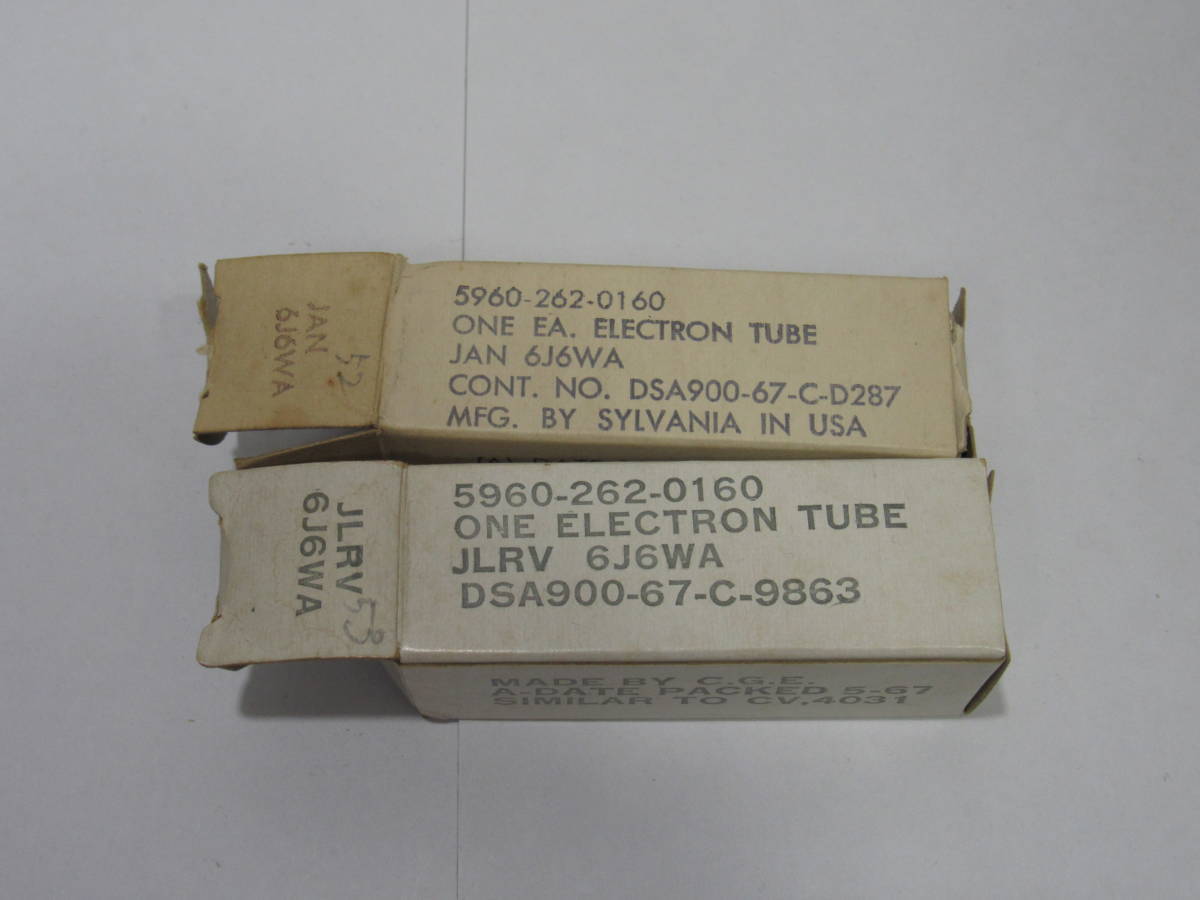 JAN
6J6WA
52
5960-262-0160
ONE EA. ELECTRON TUBE
JAN 6J6WA
CONT. NO. DSA900-67-C-D287
MFG. BY SYLVANIA IN USA
JLRV
6J6WA
53
5960-262-0160
ONE ELECTRON TUBE
JLRV 6J6WA
DSA900-67-C-9863
MADE BY C.G.E.
A-DATE PACKED 5-67
SIMILAR TO CV,4031